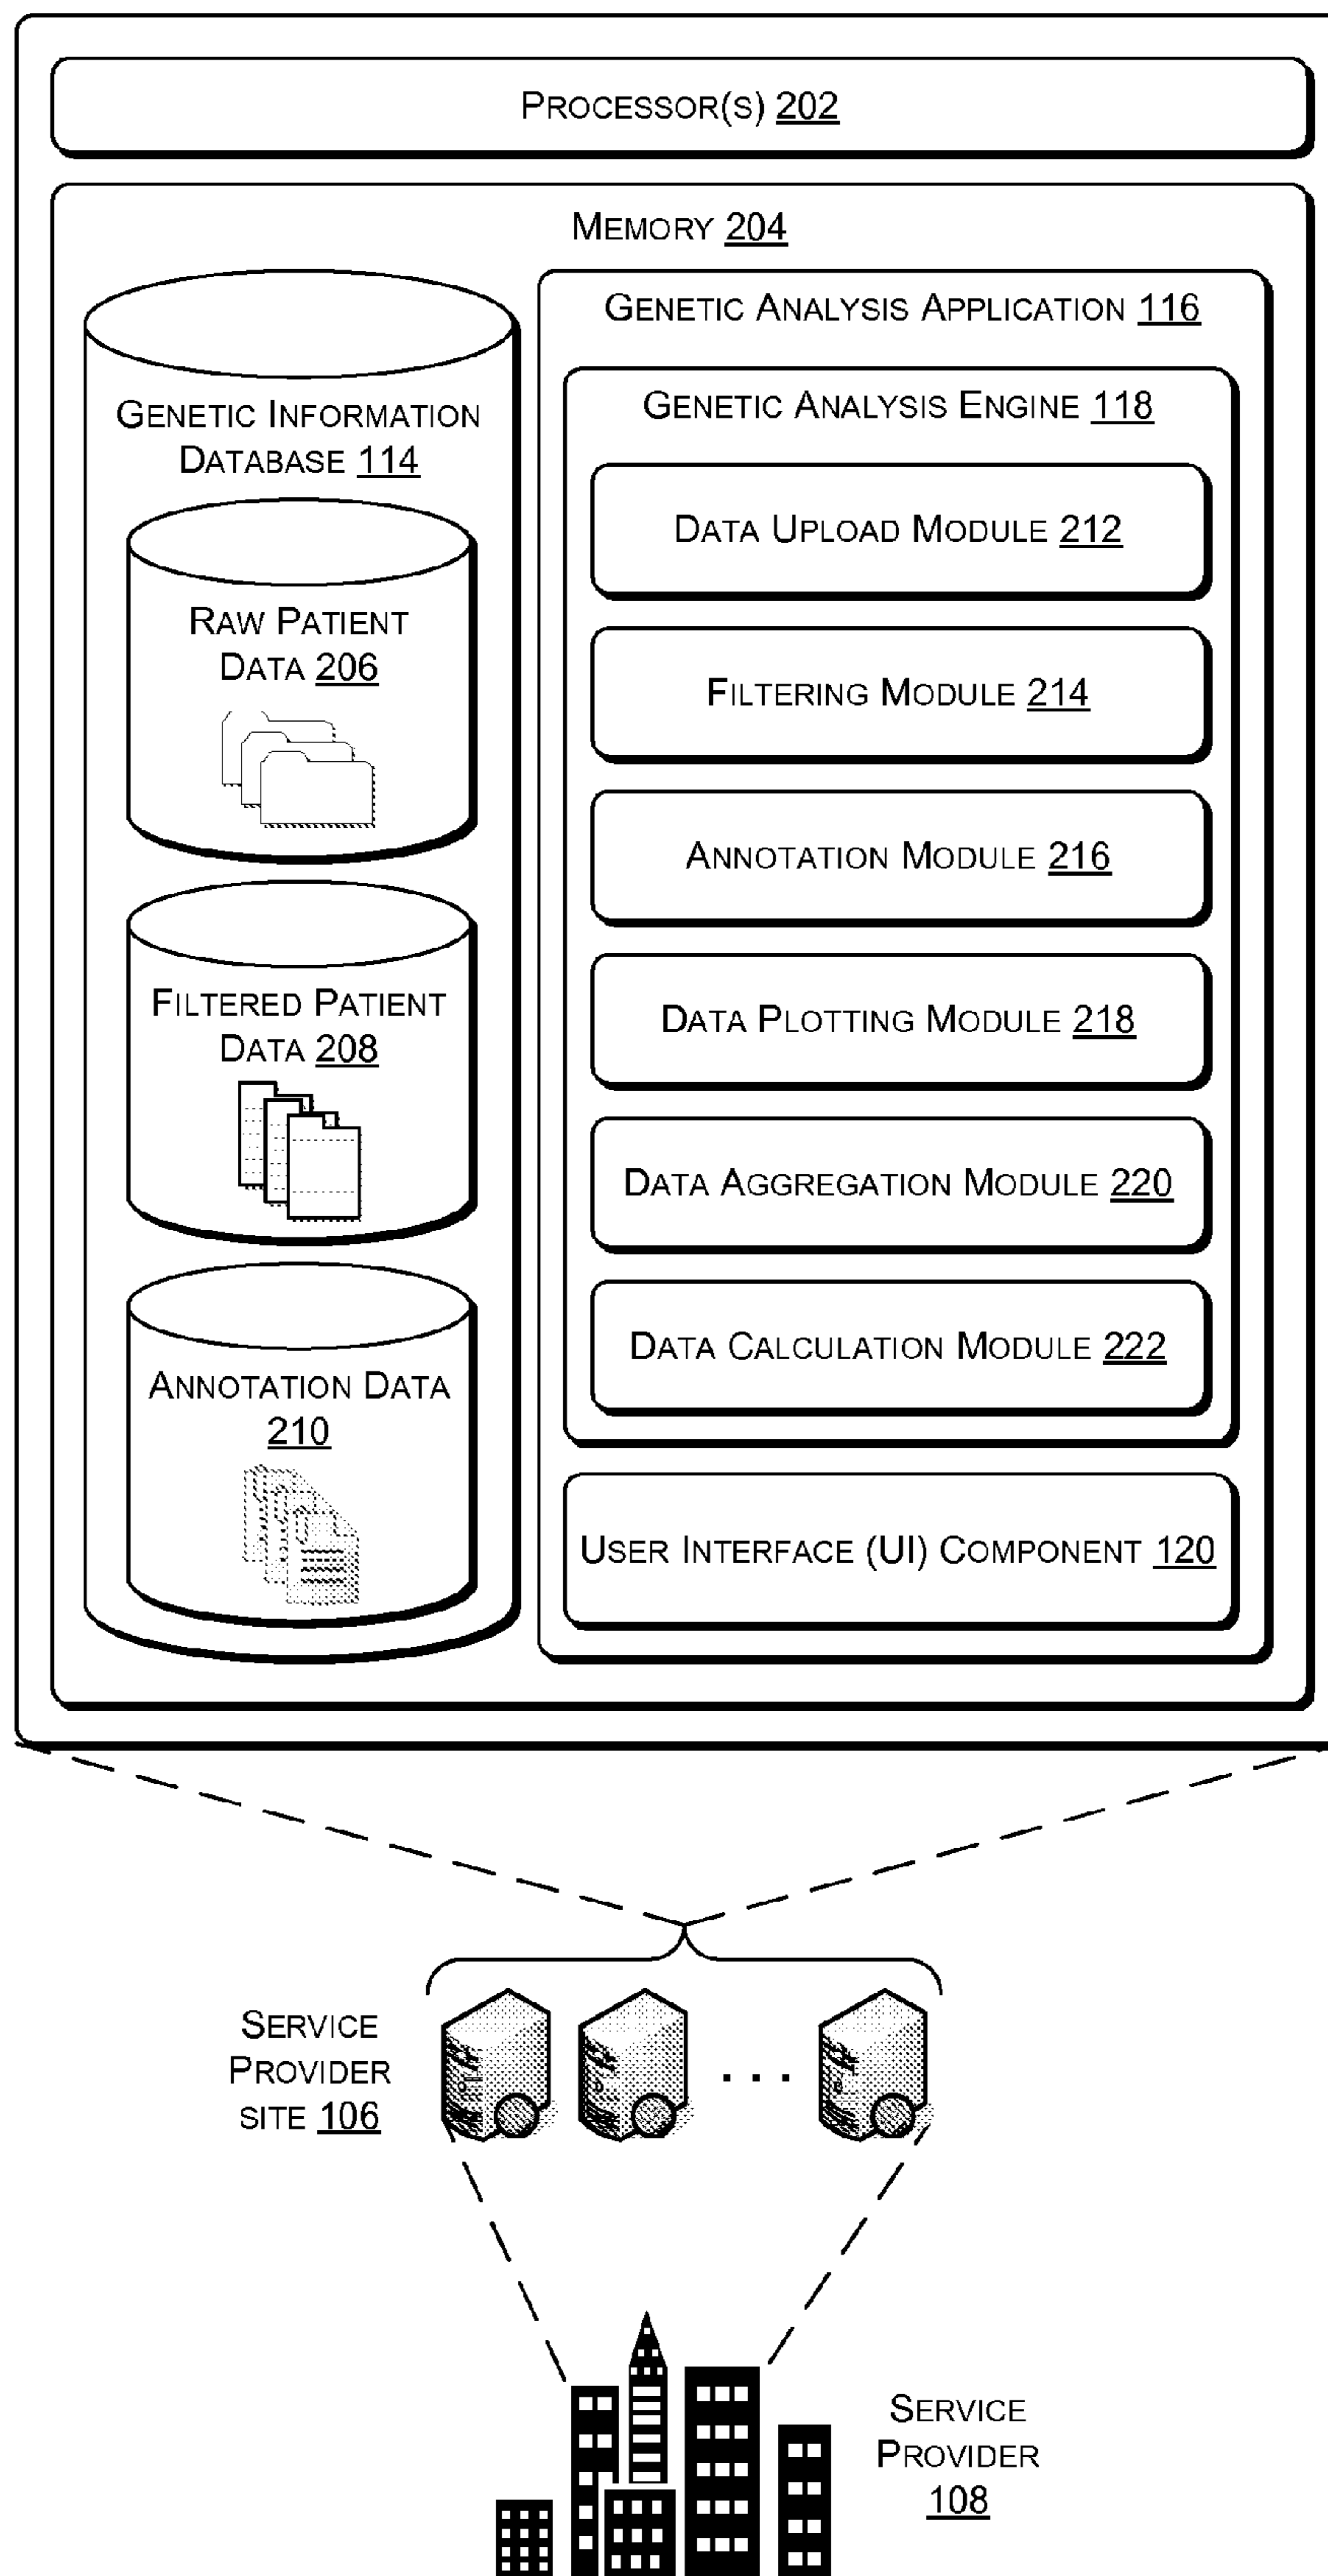 PROCESSOR(S) 202
MEMORY 204
GENETIC INFORMATION
DATABASE 114
RAW PATIENT
DATA 206
FILTERED PATIENT
DATA 208
ANNOTATION DATA
210
GENETIC ANALYSIS APPLICATION 116
GENETIC ANALYSIS ENGINE 118
DATA UPLOAD MODULE 212
FILTERING MODULE 214
ANNOTATION MODULE 216
DATA PLOTTING MODULE 218
DATA AGGREGATION MODULE 220
DATA CALCULATION MODULE 222
USER INTERFACE (UI) COMPONENT 120
SERVICE
PROVIDER
SITE 106
. . .
SERVICE
PROVIDER
108